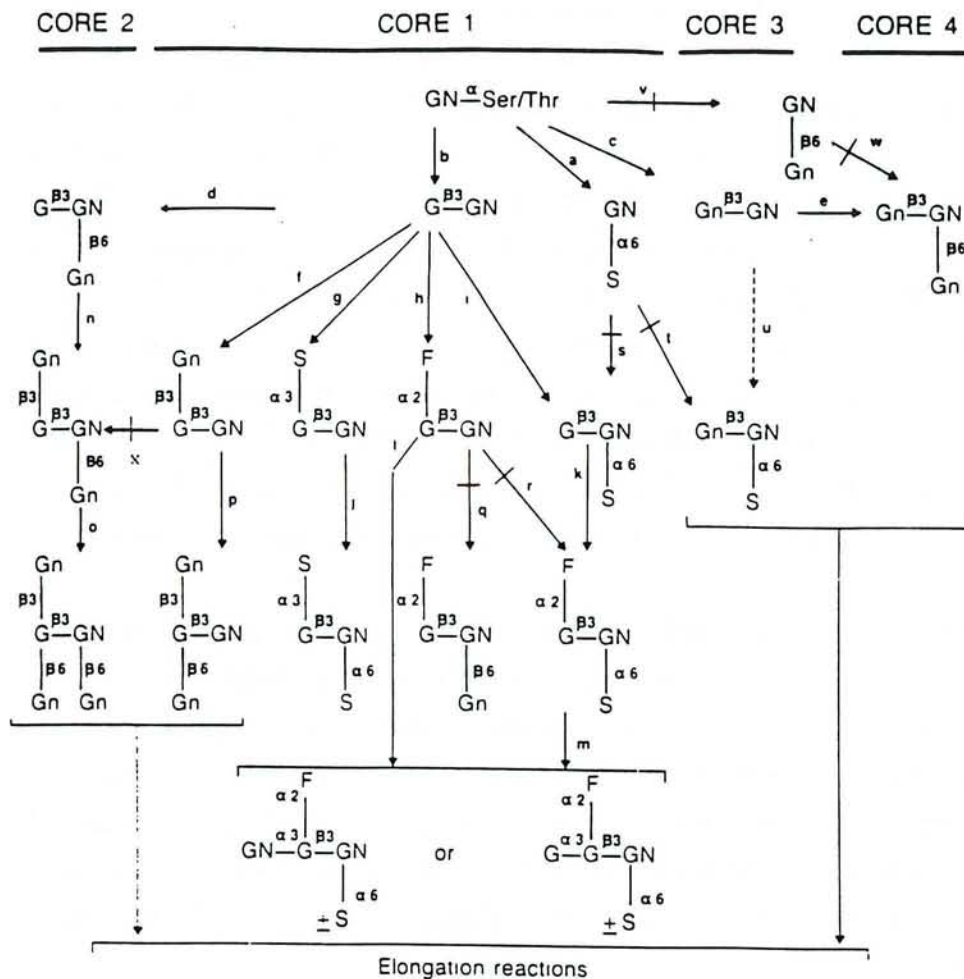 CORE 2 CORE 1 CORE 3 CORE 4
GN α Ser/Thr v GN
b a c β6 w
Gn
G β3 GN d G β3 GN GN Gn β3 GN e Gn β3 GN
β6 α6 β6
Gn S Gn
f g h ı
n s t u
Gn Gn S F
β3 β3 α3 α2
G β3 GN x G β3 GN G β3 GN G β3 GN G β3 GN Gn β3 GN
β6 α6 α6
Gn S S
o p l q r k
Gn Gn S F F
β3 β3 α3 α2 α2
G β3 GN G β3 GN G β3 GN G β3 GN G β3 GN
β6 β6 β6 α6 β6 α6
Gn Gn Gn S Gn S
m
F F
α2 α2
GN α3 G β3 GN or G α3 G β3 GN
α6 α6
± S ± S
Elongation reactions